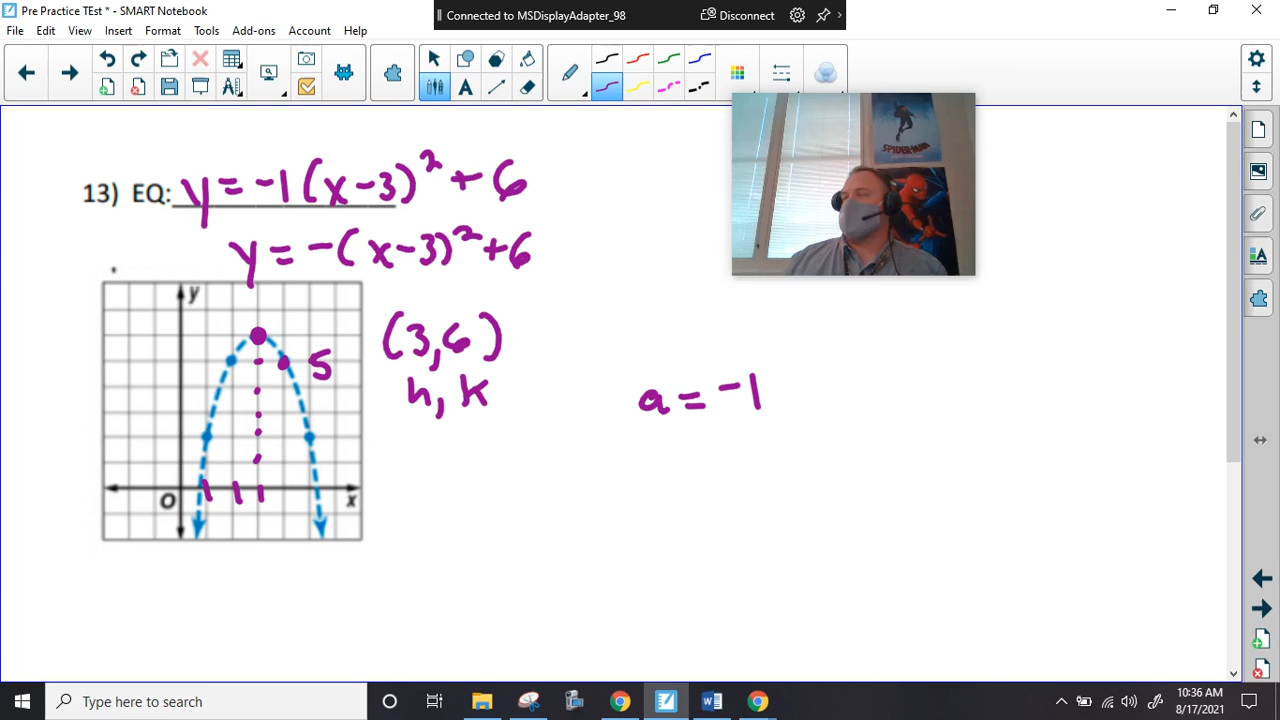 Pre Practice TEst * - SMART Notebook
Connected to MSDisplayAdapter_98
Disconnect
File Edit View Insert Format Tools Add-ons Account Help
SPIDER-MAN
13) EQ: y = -1(x-3)² + 6
y = -(x-3)² + 6
y
(3,6)
5
h, k
a = -1
O
x
Type here to search
10:36 AM
8/17/2021